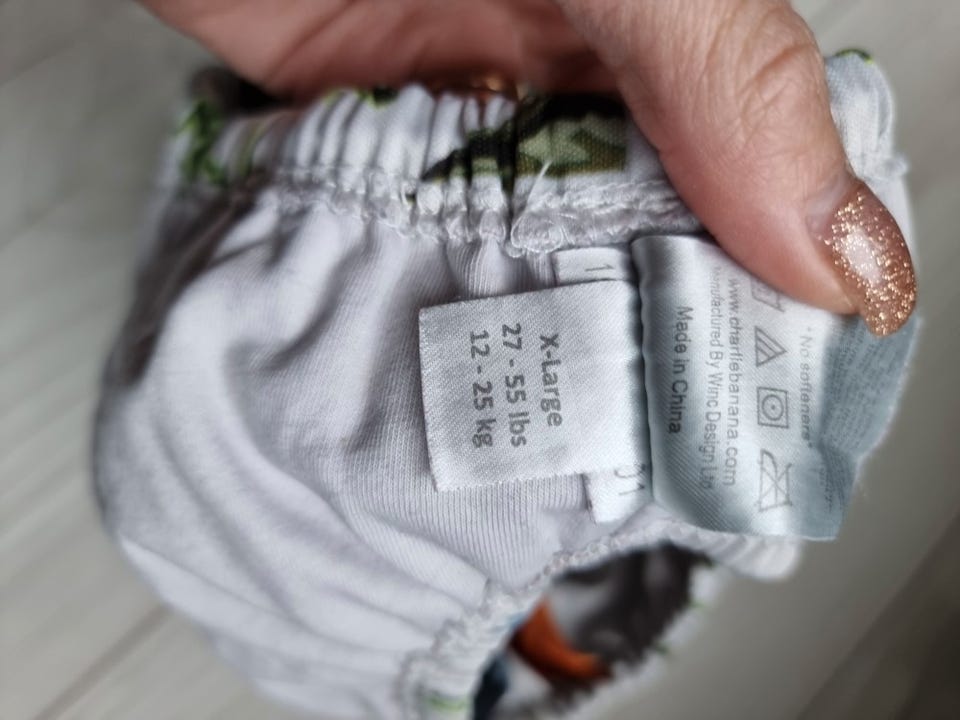 X-Large
27 - 55 lbs
12 - 25 kg
*No softeners*
www.charliebanana.com
Manufactured By Winc Design Ltd
Made in China